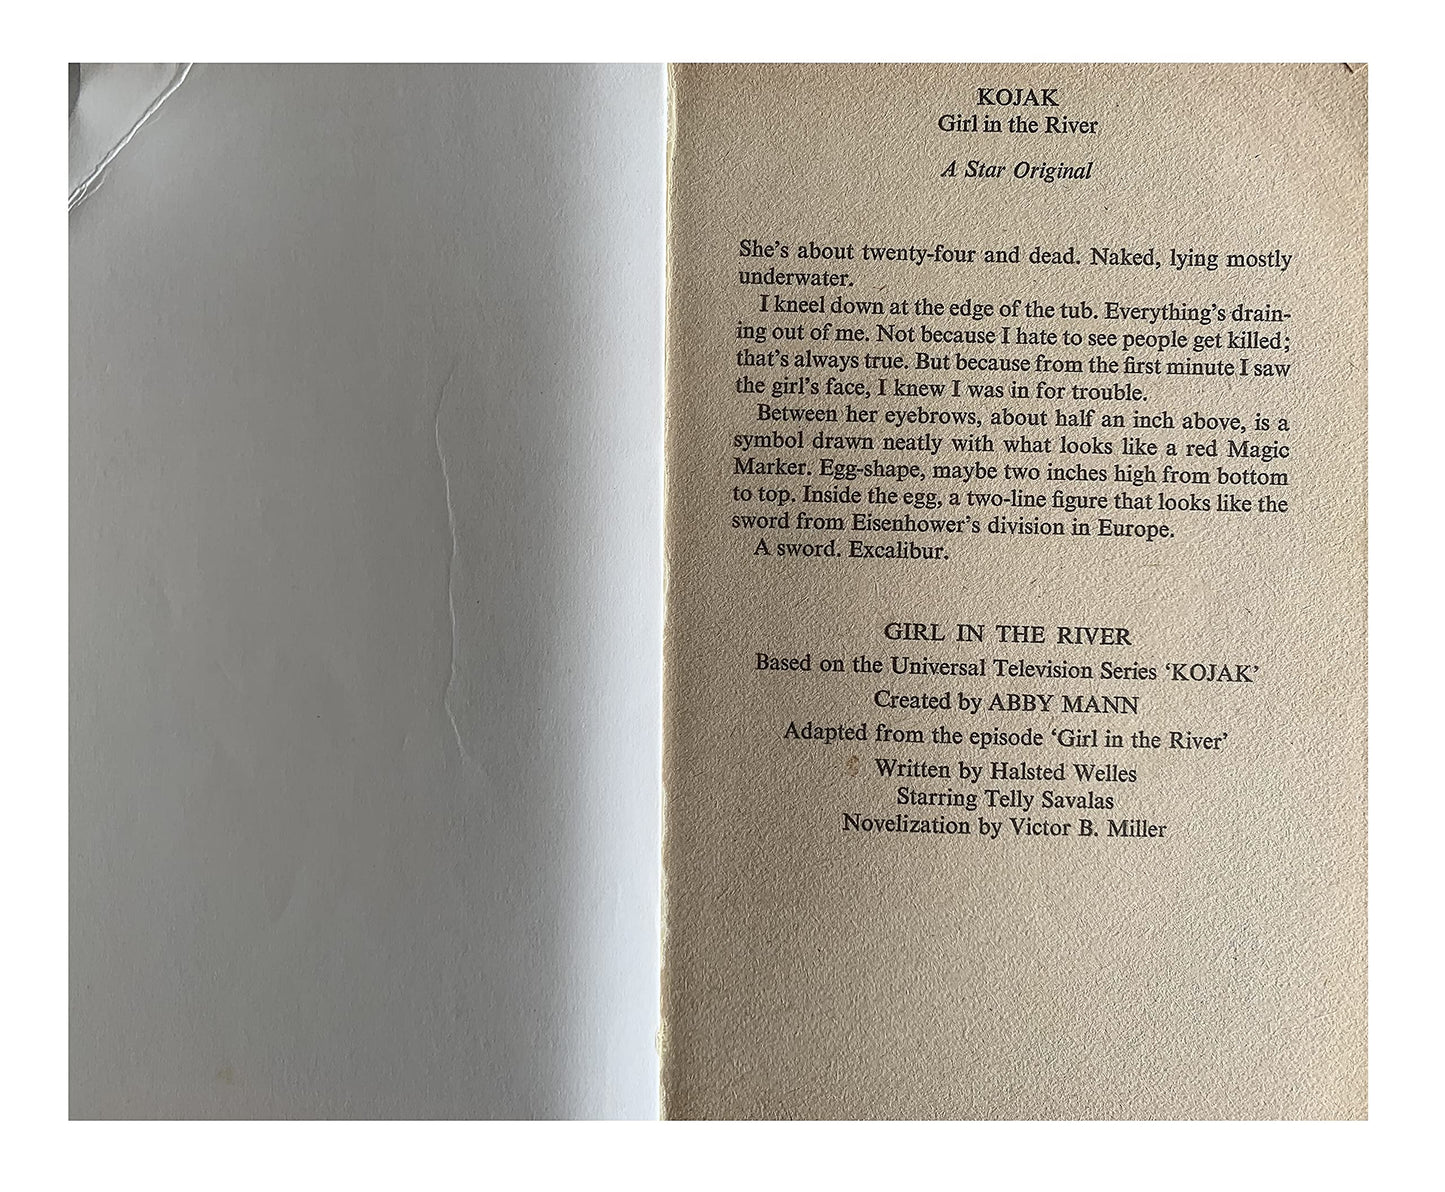 KOJAK
Girl in the River
A Star Original
She's about twenty-four and dead. Naked, lying mostly
underwater.
I kneel down at the edge of the tub. Everything's drain-
ing out of me. Not because I hate to see people get killed;
that's always true. But because from the first minute I saw
the girl's face, I knew I was in for trouble.
Between her eyebrows, about half an inch above, is a
symbol drawn neatly with what looks like a red Magic
Marker. Egg-shape, maybe two inches high from bottom
to top. Inside the egg, a two-line figure that looks like the
sword from Eisenhower's division in Europe.
A sword. Excalibur.
GIRL IN THE RIVER
Based on the Universal Television Series ‘KOJAK’
Created by ABBY MANN
Adapted from the episode ‘Girl in the River’
Written by Halsted Welles
Starring Telly Savalas
Novelization by Victor B. Miller